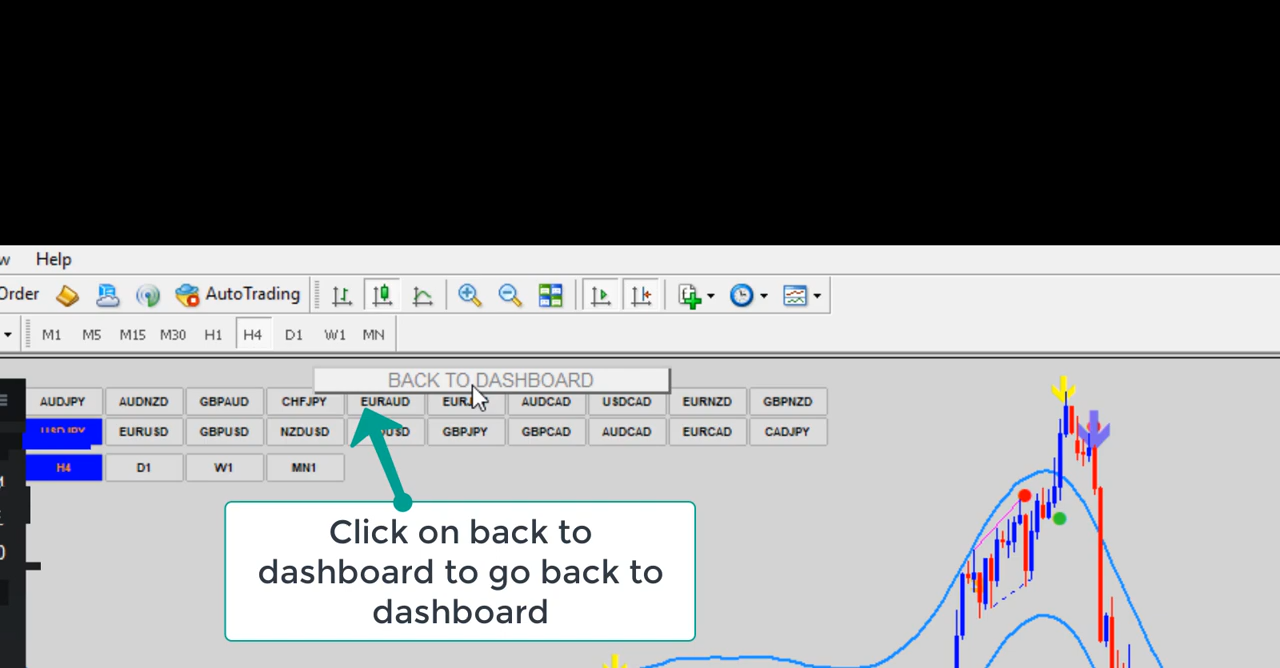 Help
Order AutoTrading
M1 M5 M15 M30 H1 H4 D1 W1 MN
BACK TO DASHBOARD
AUDJPY AUDNZD GBPAUD CHFJPY EURAUD AUDCAD USDCAD EURNZD GBPNZD
USDJPY EURUSD GBPUSD NZDUSD GBPJPY GBPCAD AUDCAD EURCAD CADJPY
H4 D1 W1 MN1
Click on back to
dashboard to go back to
dashboard